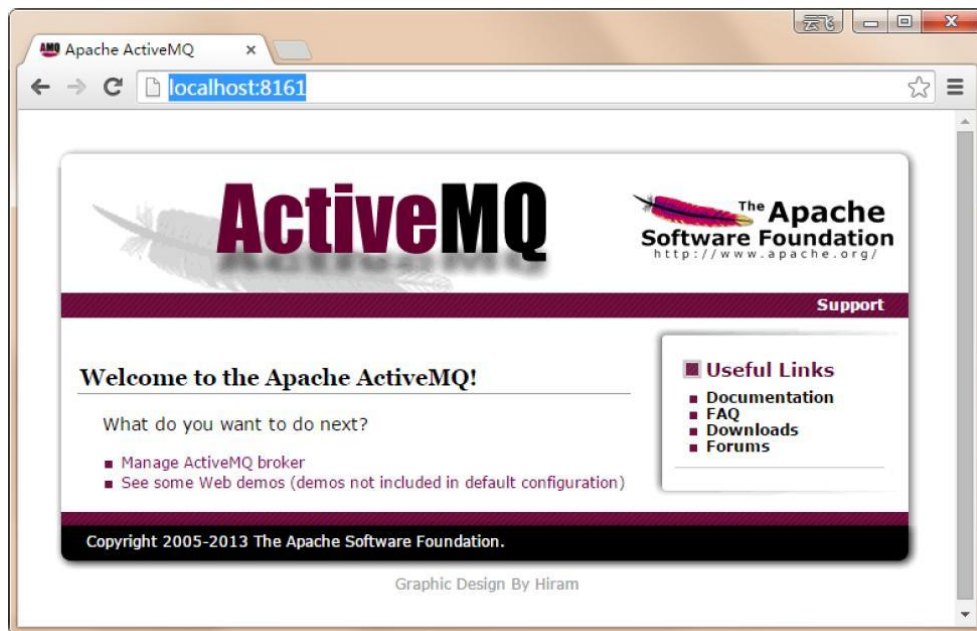 云飞
AMQ Apache ActiveMQ
localhost:8161
ActiveMQ
The Apache
Software Foundation
http://www.apache.org/
Support
Welcome to the Apache ActiveMQ!
What do you want to do next?
Manage ActiveMQ broker
See some Web demos (demos not included in default configuration)
Useful Links
Documentation
FAQ
Downloads
Forums
Copyright 2005-2013 The Apache Software Foundation.
Graphic Design By Hiram